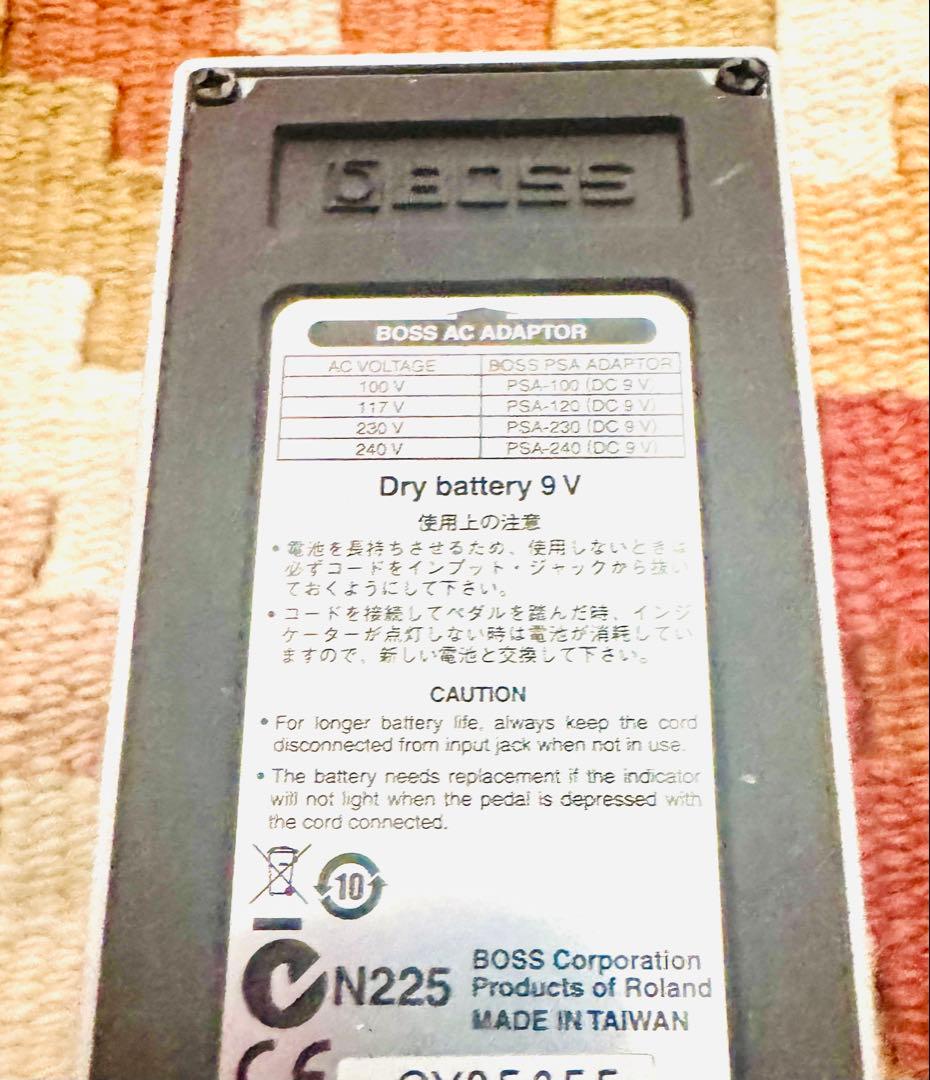 BOSS
BOSS AC ADAPTOR
AC VOLTAGE BOSS PSA ADAPTOR
100 V PSA-100 (DC 9 V)
117 V PSA-120 (DC 9 V)
230 V PSA-230 (DC 9 V)
240 V PSA-240 (DC 9 V)
Dry battery 9 V
使用上の注意
• 電池を長持ちさせるため、使用しないときは
必ずコードをインプット・ジャックから抜い
ておくようにして下さい。
• コードを接続してペダルを踏んだ時、インジ
ケーターが点灯しない時は電池が消耗してい
ますので、新しい電池と交換して下さい。
CAUTION
• For longer battery life, always keep the cord
disconnected from input jack when not in use.
• The battery needs replacement if the indicator
will not light when the pedal is depressed with
the cord connected.
10
N225
BOSS Corporation
Products of Roland
MADE IN TAIWAN
CE